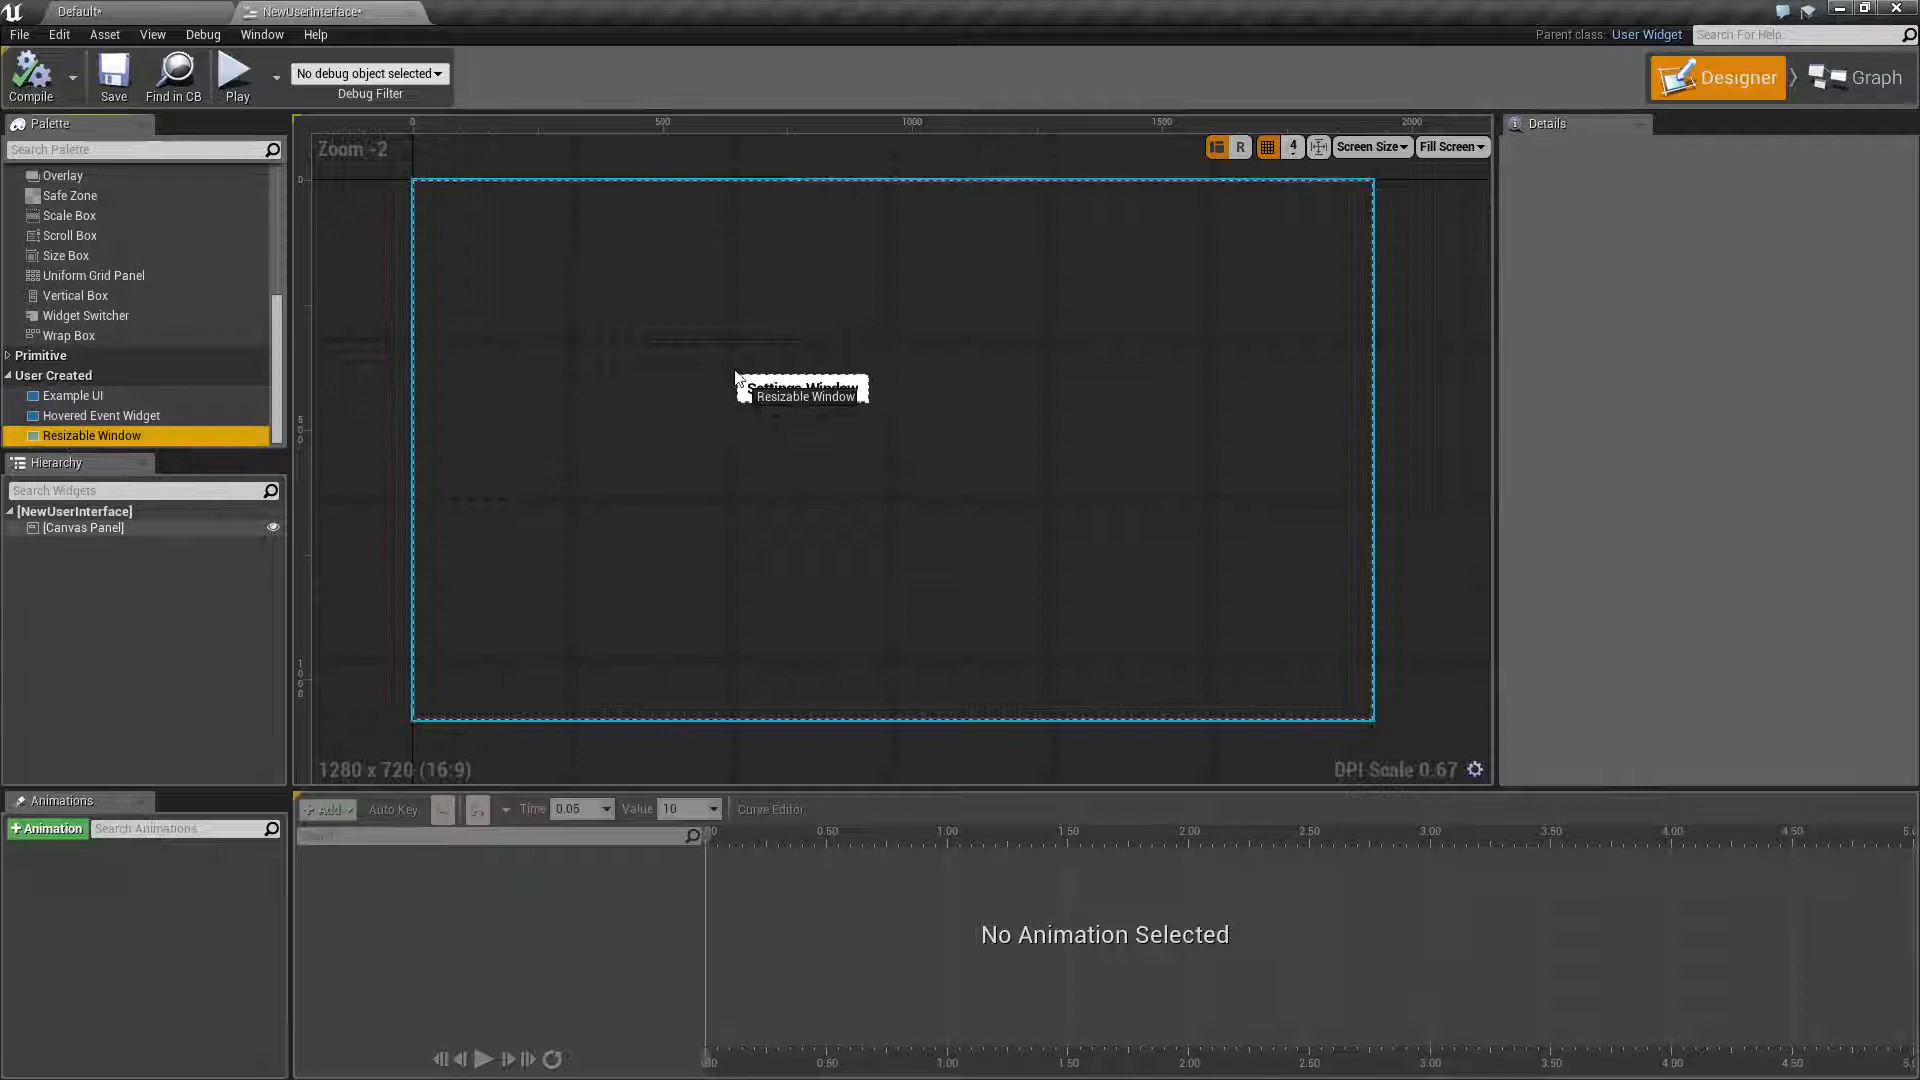 Default*
NewUserInterface*
File Edit Asset View Debug Window Help
Parent class: User Widget
Search For Help
Compile
Save
Find in CB
Play
No debug object selected
Debug Filter
Designer
Graph
Palette
Search Palette
Overlay
Safe Zone
Scale Box
Scroll Box
Size Box
Uniform Grid Panel
Vertical Box
Widget Switcher
Wrap Box
Primitive
User Created
Example UI
Hovered Event Widget
Resizable Window
Hierarchy
Search Widgets
[NewUserInterface]
[Canvas Panel]
0 500 1000 1500 2000
Zoom -2
R
4
Screen Size
Fill Screen
0
500
1000
Settings Window
Resizable Window
1280 x 720 (16:9)
DPI Scale 0.67
Details
Animations
+ Animation
Search Animations
+ Add
Auto Key
Time 0.05
Value 10
Curve Editor
0.50 1.00 1.50 2.00 2.50 3.00 3.50 4.00 4.50
No Animation Selected
0.50 1.00 1.50 2.00 2.50 3.00 3.50 4.00 4.50